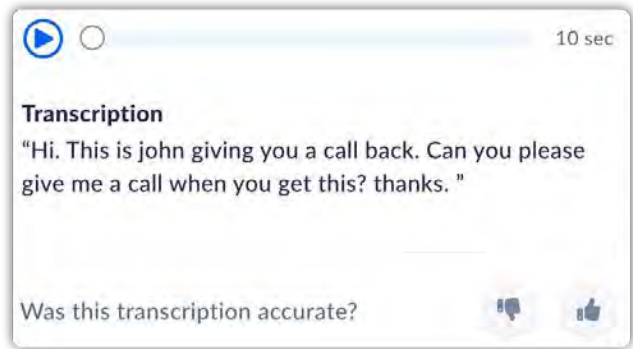 10 sec
Transcription
“Hi. This is john giving you a call back. Can you please
give me a call when you get this? thanks. ”
Was this transcription accurate?